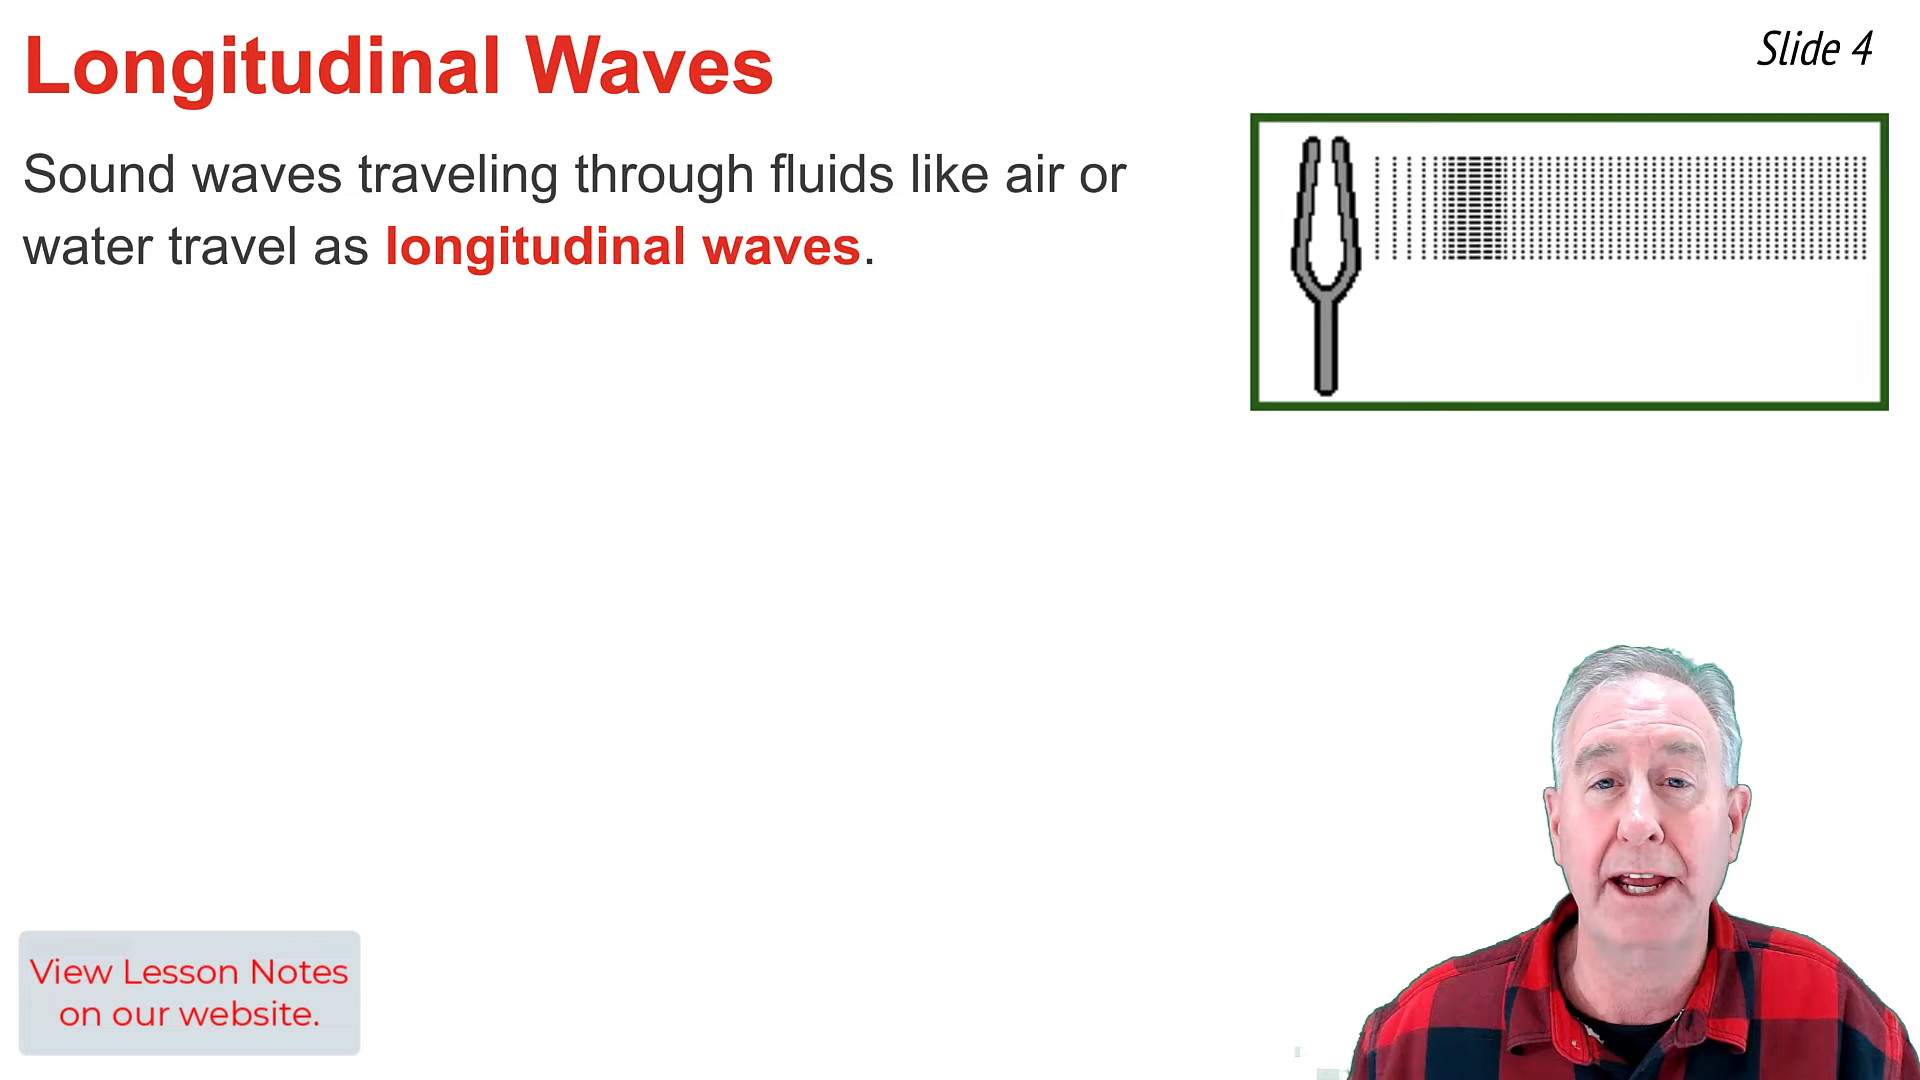 Longitudinal Waves
Slide 4
Sound waves traveling through fluids like air or
water travel as longitudinal waves.
View Lesson Notes
on our website.